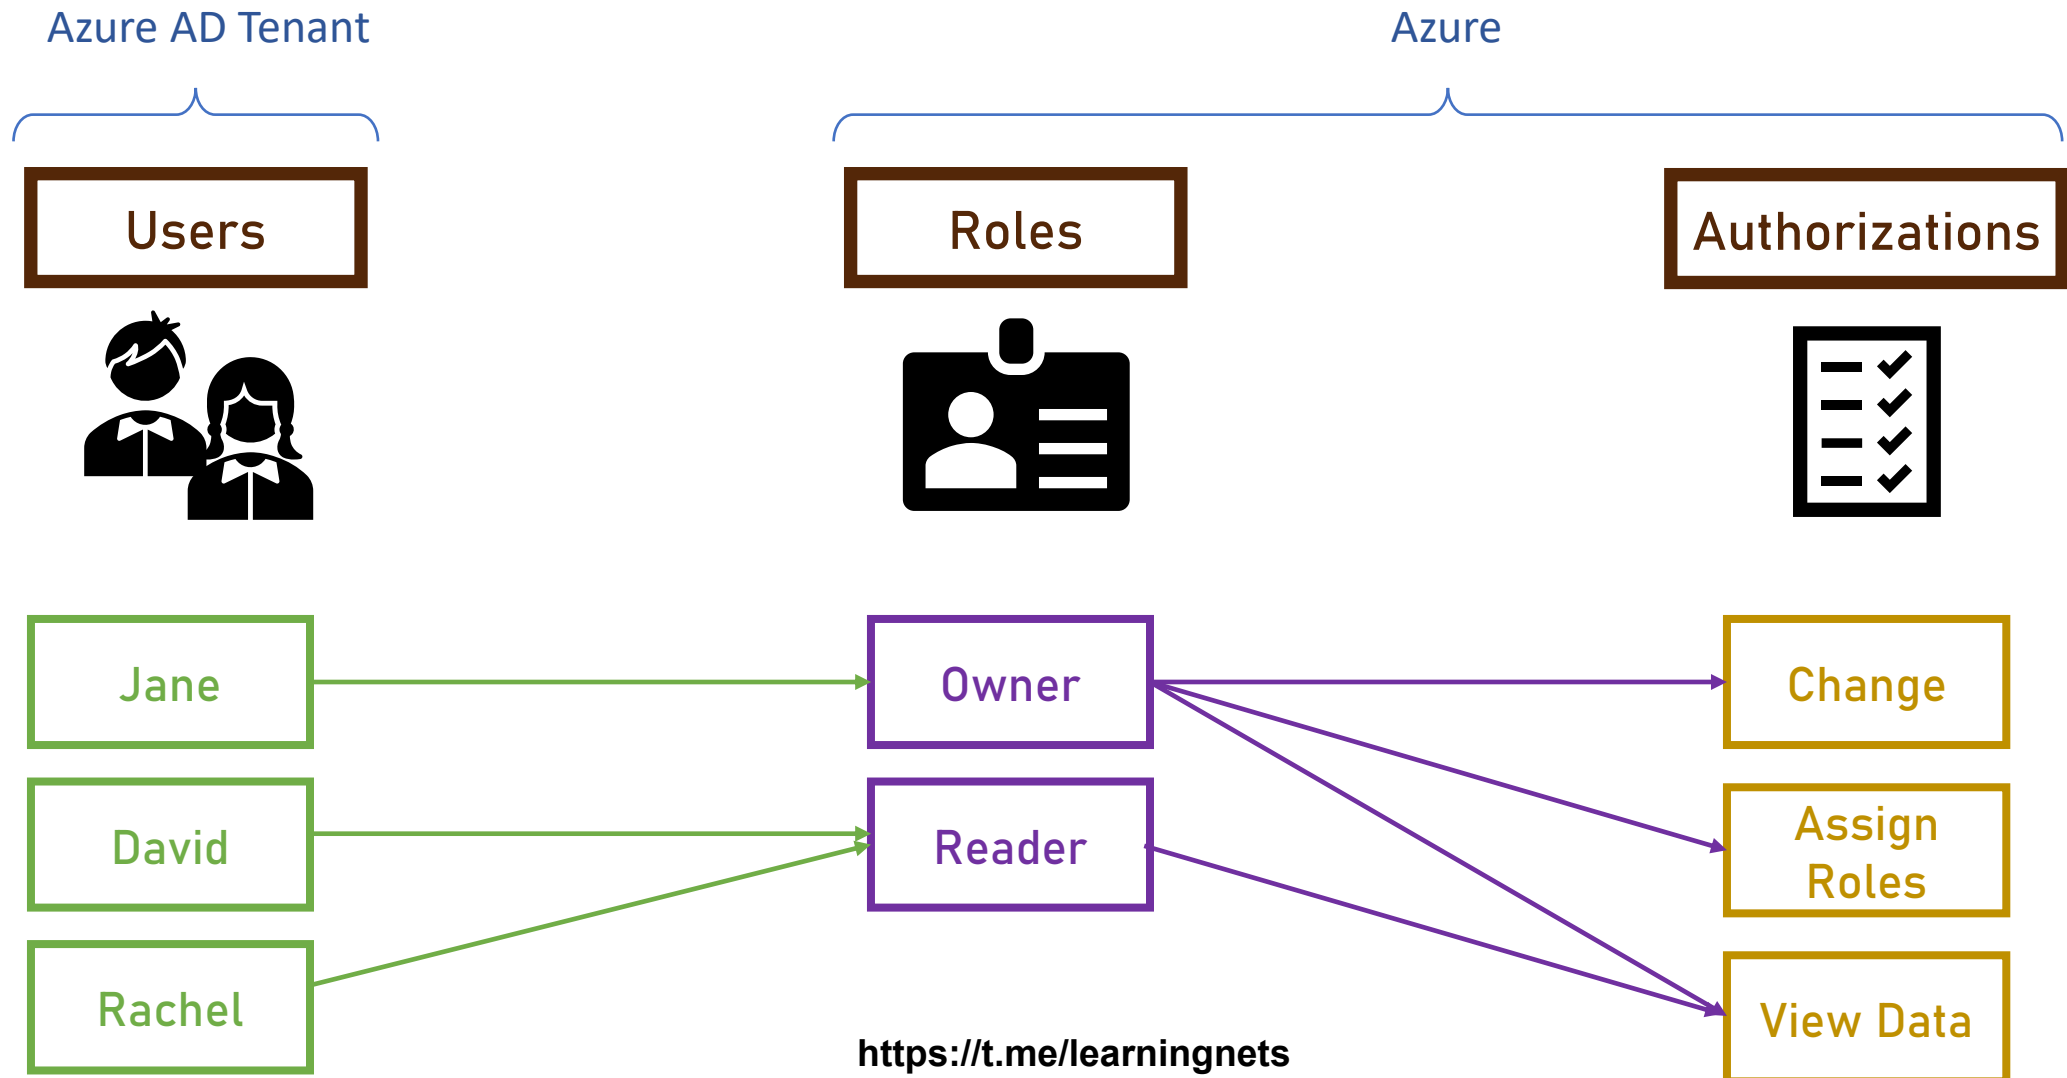 Azure AD Tenant
Azure
Users
Roles
Authorizations
Jane
Owner
Change
David
Reader
Assign
Roles
Rachel
View Data
https://t.me/learningnets